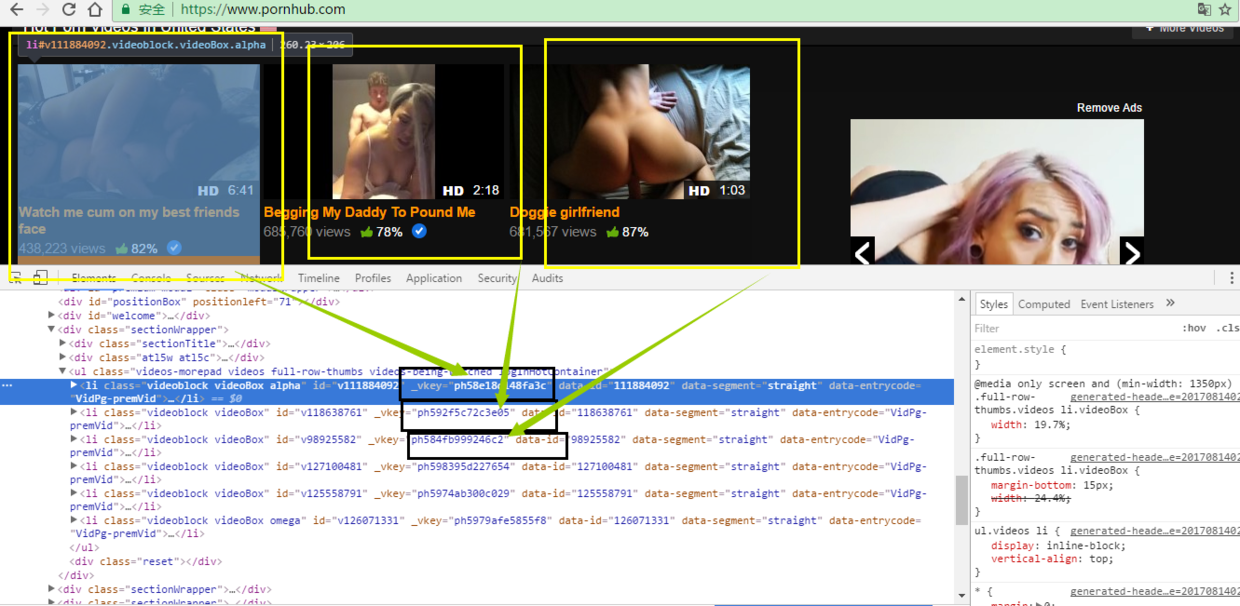 安全 https://www.pornhub.com
Hot Porn Videos in United States
+ More Videos
li#v111884092.videoblock.videoBox.alpha | 260.23×296
Remove Ads
HD 6:41
HD 2:18
HD 1:03
Watch me cum on my best friends
face
Begging My Daddy To Pound Me
Doggie girlfriend
438,223 views 82%
685,760 views 78%
681,567 views 87%
Elements Console Sources Network Timeline Profiles Application Security Audits
<div id="positionBox" positionleft="71"></div>
<div id="welcome">…</div>
<div class="sectionWrapper">
<div class="sectionTitle">…</div>
<div class="atl5w atl5c">…</div>
<ul class="videos-morepad videos full-row-thumbs
<li class="videoblock videoBox alpha" id="v111884092" _vkey= data-id="111884092" data-segment="straight" data-entrycode=
"VidPg-premVid">…</li> == $0
<li class="videoblock videoBox" id="v118638761" _vkey="ph592f5c72c3e05" data-id="118638761" data-segment="straight" data-entrycode="VidPg-
premVid">…</li>
<li class="videoblock videoBox" id="v98925582" _vkey="ph584fb999246c2" data-id="98925582" data-segment="straight" data-entrycode="VidPg-
premVid">…</li>
<li class="videoblock videoBox" id="v127100481" _vkey="ph598395d227654" data-id="127100481" data-segment="straight" data-entrycode="VidPg-
premVid">…</li>
<li class="videoblock videoBox" id="v125558791" _vkey="ph5974ab300c029" data-id="125558791" data-segment="straight" data-entrycode="VidPg-
premVid">…</li>
<li class="videoblock videoBox omega" id="v126071331" _vkey="ph5979afe5855f8" data-id="126071331" data-segment="straight" data-entrycode=
"VidPg-premVid">…</li>
</ul>
<div class="reset"></div>
</div>
<div class="sectionWrapper">…</div>
<div class="sectionWrapper">…</div>
Styles Computed Event Listeners »
Filter :hov .cls
element.style {
}
@media only screen and (min-width: 1350px)
.full-row- generated-heade…e=2017081402
thumbs.videos li.videoBox {
width: 19.7%;
}
.full-row- generated-heade…e=2017081402
thumbs.videos li.videoBox {
margin-bottom: 15px;
width: 24.4%;
}
ul.videos li { generated-heade…e=2017081402
display: inline-block;
vertical-align: top;
}
* { generated-heade…e=2017081402
margin: 0;